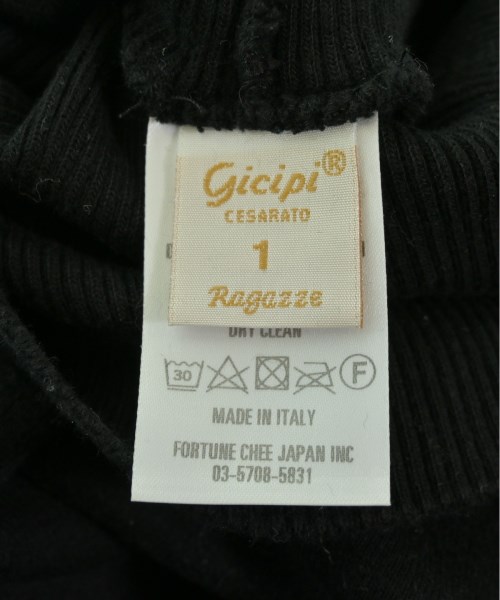 Gicipi®
CESARATO
1
Ragazze
DRY CLEAN
30 F
MADE IN ITALY
FORTUNE CHEE JAPAN INC
03-5708-5831